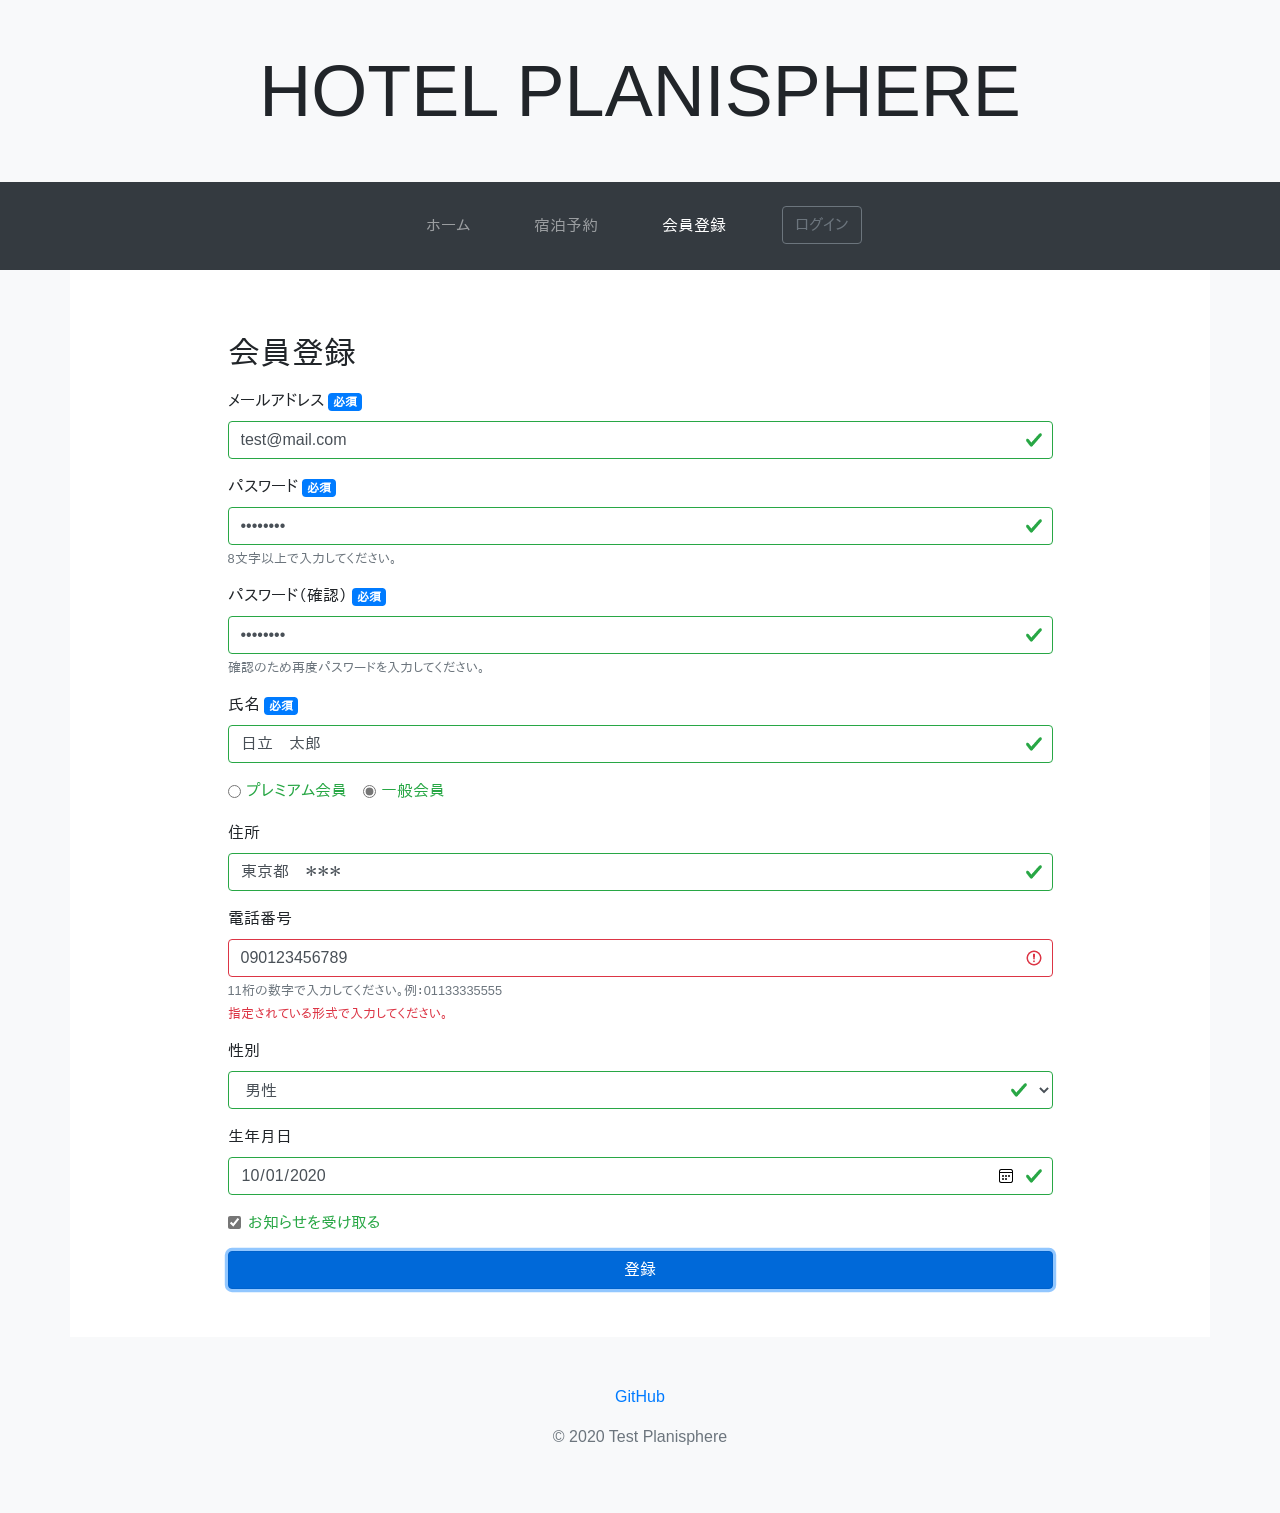 HOTEL PLANISPHERE
ホーム 宿泊予約 会員登録 ログイン
会員登録
メールアドレス 必須
test@mail.com
パスワード 必須
••••••••
8文字以上で入力してください。
パスワード（確認） 必須
••••••••
確認のため再度パスワードを入力してください。
氏名 必須
日立　太郎
プレミアム会員 一般会員
住所
東京都　＊＊＊
電話番号
090123456789
11桁の数字で入力してください。例：01133335555
指定されている形式で入力してください。
性別
男性
生年月日
10/01/2020
お知らせを受け取る
登録
GitHub
© 2020 Test Planisphere